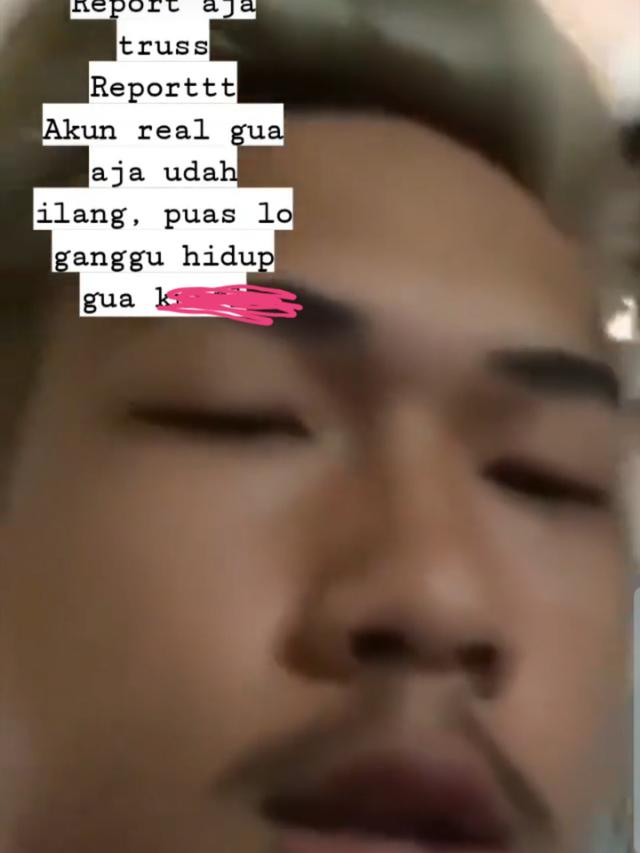 Report aja
truss
Reporttt
Akun real gua
aja udah
ilang, puas lo
ganggu hidup
gua